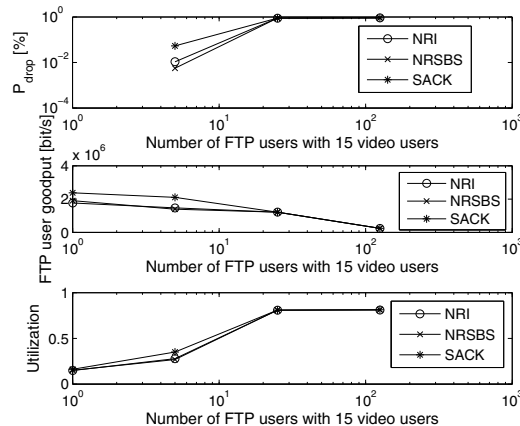 P_drop [%]
10^0
10^-2
10^-4
NRI
NRSBS
SACK
10^0 10^1 10^2 10^3
Number of FTP users with 15 video users
FTP user goodput [bit/s]
x 10^6
4
2
0
NRI
NRSBS
SACK
10^0 10^1 10^2 10^3
Number of FTP users with 15 video users
Utilization
1
0.5
0
NRI
NRSBS
SACK
10^0 10^1 10^2 10^3
Number of FTP users with 15 video users